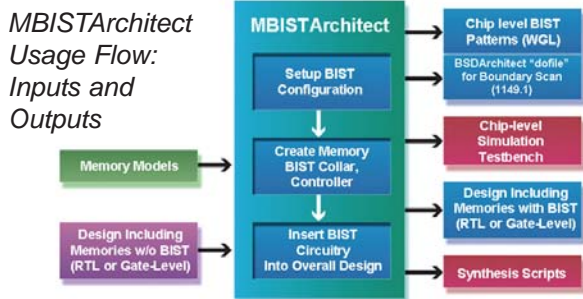 MBISTArchitect
Usage Flow:
Inputs and
Outputs
MBISTArchitect
Setup BIST
Configuration
Create Memory
BIST Collar,
Controller
Insert BIST
Circuitry
Into Overall Design
Memory Models
Design Including
Memories w/o BIST
(RTL or Gate-Level)
Chip level BIST
Patterns (WGL)
BSDArchitect "dofile"
for Boundary Scan
(1149.1)
Chip-level
Simulation
Testbench
Design Including
Memories with BIST
(RTL or Gate-Level)
Synthesis Scripts